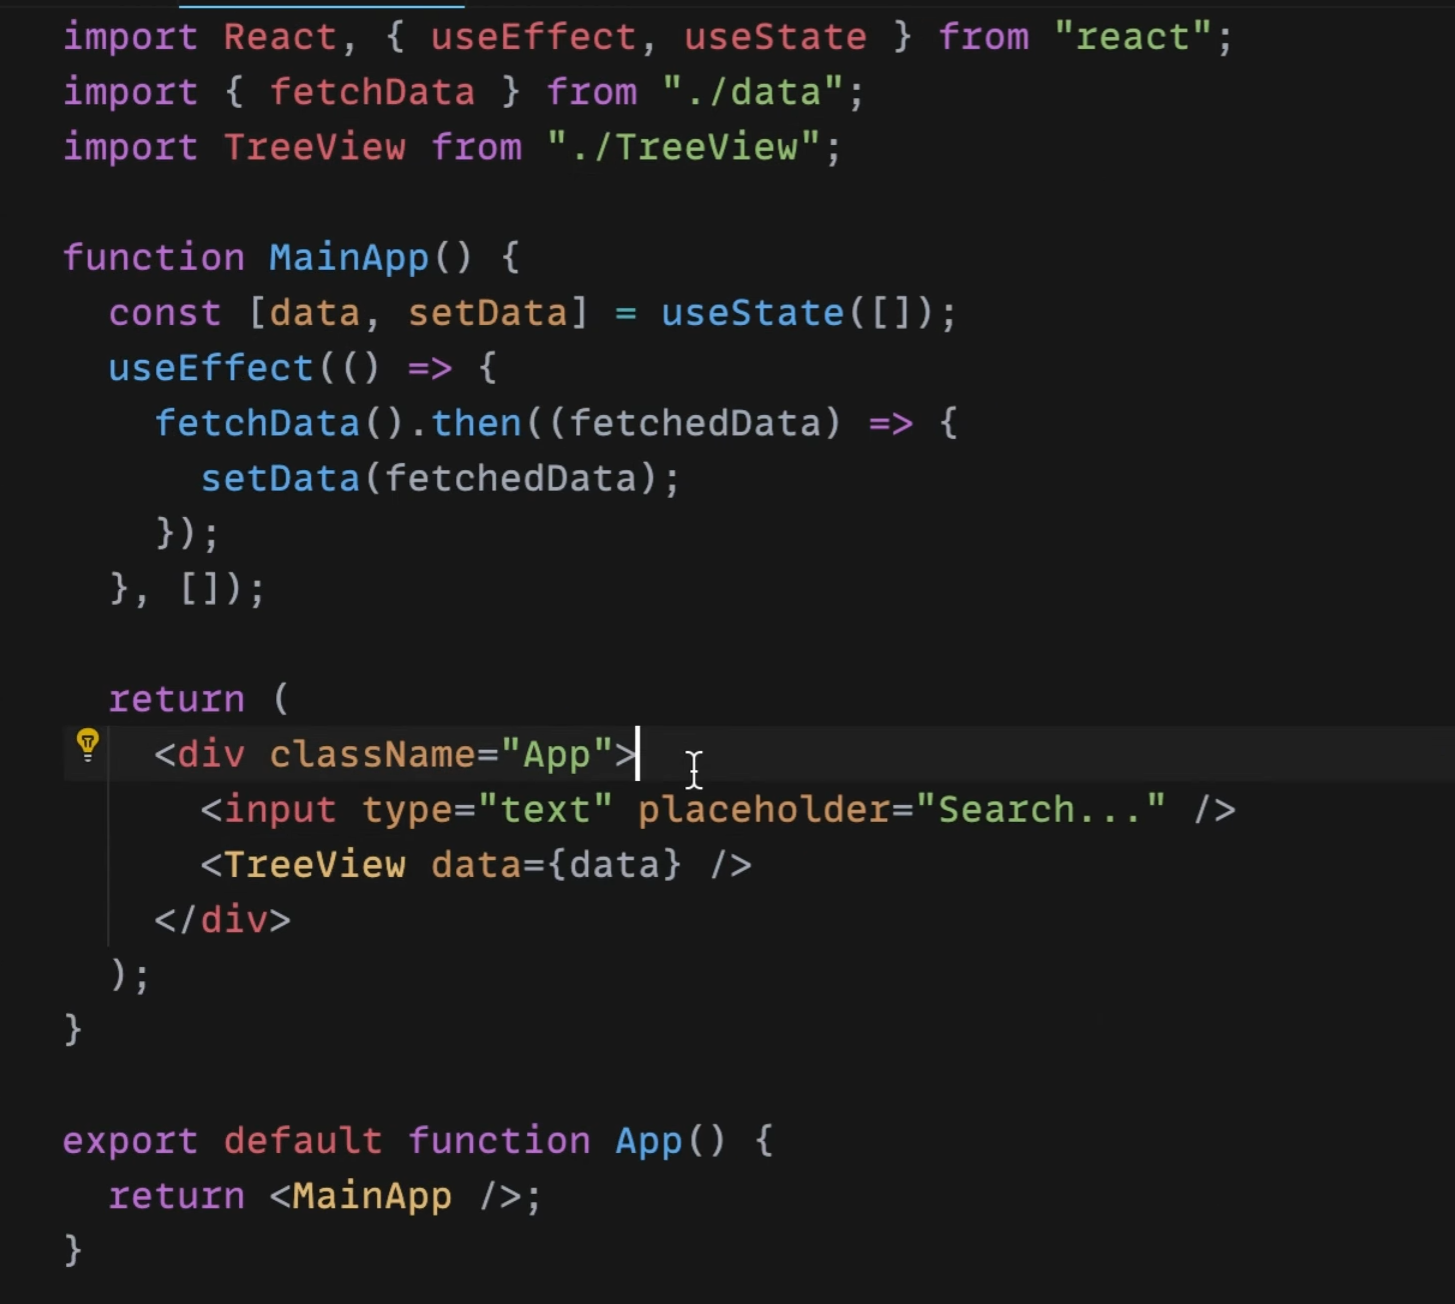 import React, { useEffect, useState } from "react";
import { fetchData } from "./data";
import TreeView from "./TreeView";

function MainApp() {
  const [data, setData] = useState([]);
  useEffect(() => {
    fetchData().then((fetchedData) => {
      setData(fetchedData);
    });
  }, []);

  return (
    <div className="App">
      <input type="text" placeholder="Search..." />
      <TreeView data={data} />
    </div>
  );
}

export default function App() {
  return <MainApp />;
}